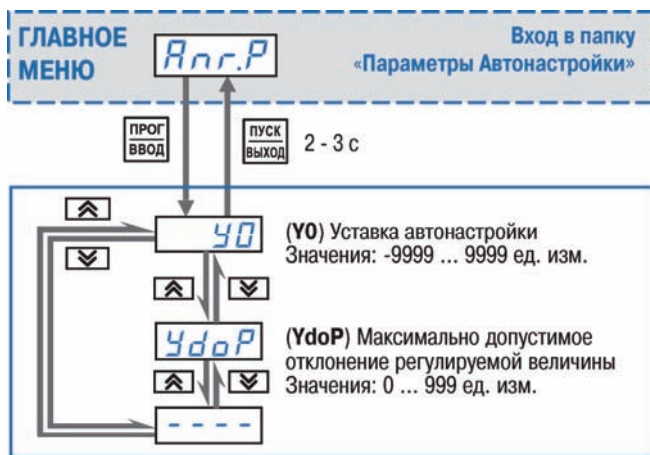 ГЛАВНОЕ
МЕНЮ
Anr.P
Вход в папку
«Параметры Автонастройки»
ПРОГ
ВВОД
ПУСК
ВЫХОД
2 - 3 с
Y0
(Y0) Уставка автонастройки
Значения: -9999 ... 9999 ед. изм.
YdoP
(YdoP) Максимально допустимое
отклонение регулируемой величины
Значения: 0 ... 999 ед. изм.
- - - -